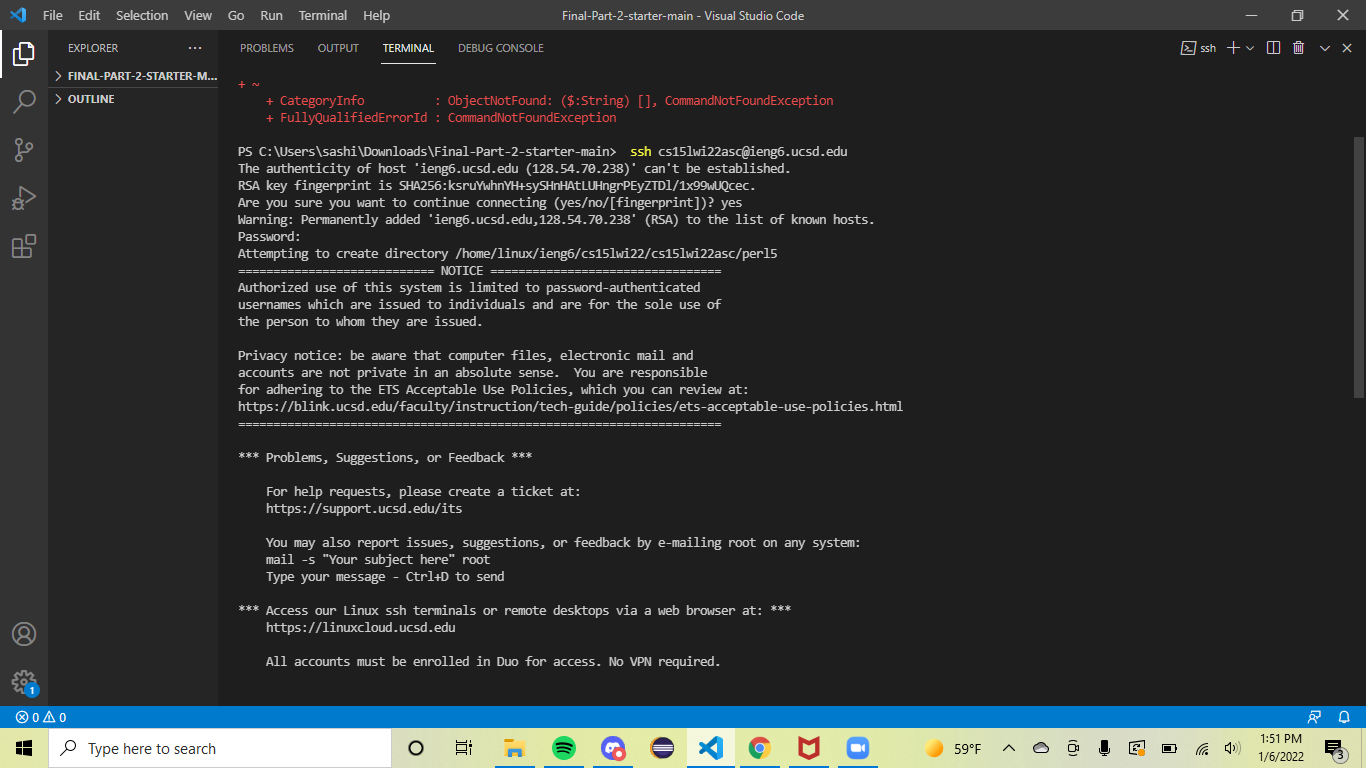 File Edit Selection View Go Run Terminal Help
Final-Part-2-starter-main - Visual Studio Code
EXPLORER
FINAL-PART-2-STARTER-M...
OUTLINE
PROBLEMS OUTPUT TERMINAL DEBUG CONSOLE
ssh
+ ~
+ CategoryInfo : ObjectNotFound: ($:String) [], CommandNotFoundException
+ FullyQualifiedErrorId : CommandNotFoundException
PS C:\Users\sashi\Downloads\Final-Part-2-starter-main> ssh cs15lwi22asc@ieng6.ucsd.edu
The authenticity of host 'ieng6.ucsd.edu (128.54.70.238)' can't be established.
RSA key fingerprint is SHA256:ksruYwhnYH+sySHnHAtLUHngrPEyZTDl/1x99wUQcec.
Are you sure you want to continue connecting (yes/no/[fingerprint])? yes
Warning: Permanently added 'ieng6.ucsd.edu,128.54.70.238' (RSA) to the list of known hosts.
Password:
Attempting to create directory /home/linux/ieng6/cs15lwi22/cs15lwi22asc/perl5
============================ NOTICE =================================
Authorized use of this system is limited to password-authenticated
usernames which are issued to individuals and are for the sole use of
the person to whom they are issued.
Privacy notice: be aware that computer files, electronic mail and
accounts are not private in an absolute sense.  You are responsible
for adhering to the ETS Acceptable Use Policies, which you can review at:
https://blink.ucsd.edu/faculty/instruction/tech-guide/policies/ets-acceptable-use-policies.html
=====================================================================
*** Problems, Suggestions, or Feedback ***
For help requests, please create a ticket at:
https://support.ucsd.edu/its
You may also report issues, suggestions, or feedback by e-mailing root on any system:
mail -s "Your subject here" root
Type your message - Ctrl+D to send
*** Access our Linux ssh terminals or remote desktops via a web browser at: ***
https://linuxcloud.ucsd.edu
All accounts must be enrolled in Duo for access. No VPN required.
1
0 0
Type here to search
59°F
1:51 PM
1/6/2022
3